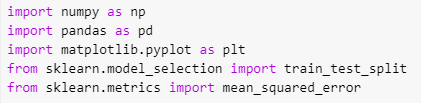 import numpy as np
import pandas as pd
import matplotlib.pyplot as plt
from sklearn.model_selection import train_test_split
from sklearn.metrics import mean_squared_error